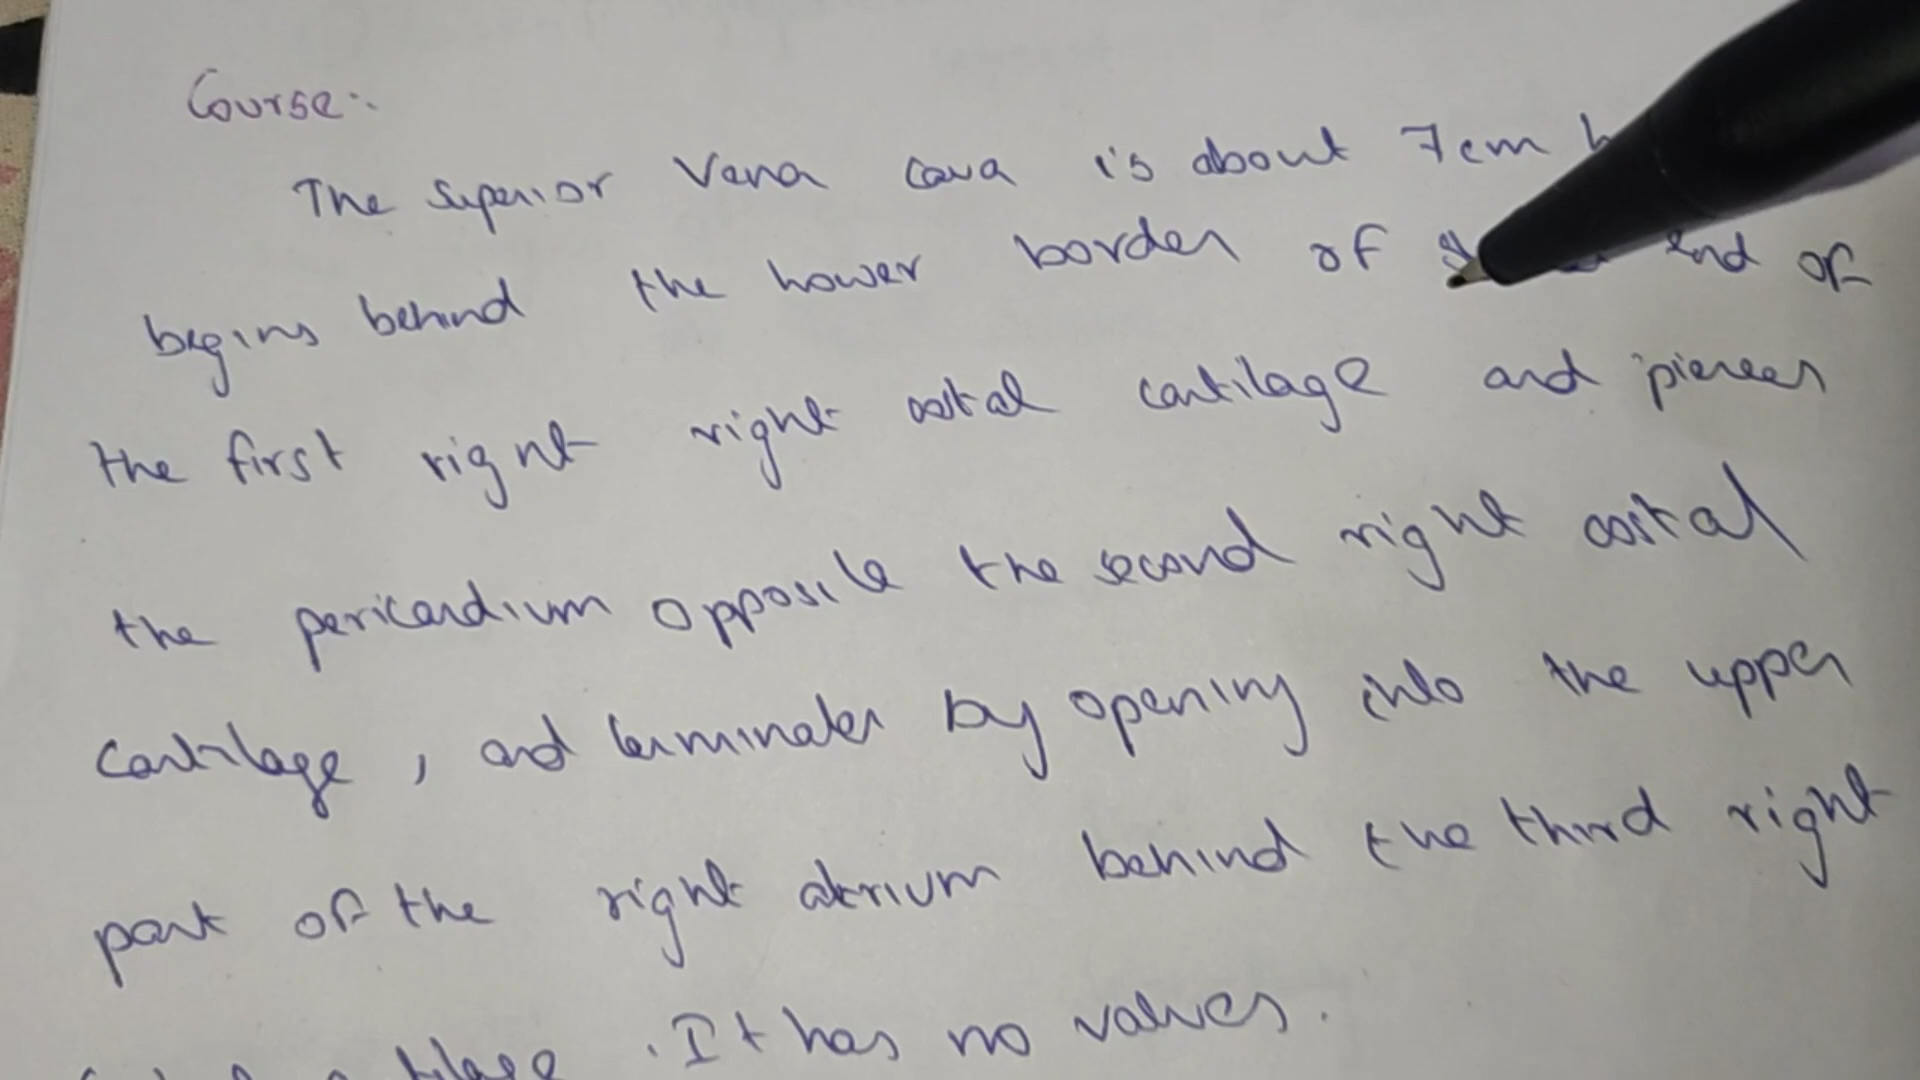 Course:
The superior vena cava is about 7cm
begins behind the lower border of end of
the first right right costal cartilage and pierces
the pericardium opposite the second right costal
cartilage, and terminates by opening into the upper
part of the right atrium behind the third right
. It has no valves.